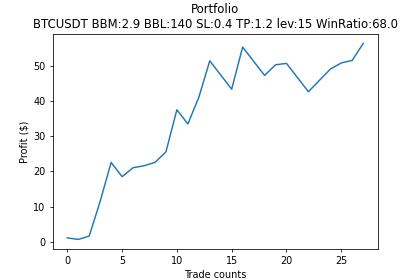 Portfolio
BTCUSDT BBM:2.9 BBL:140 SL:0.4 TP:1.2 lev:15 WinRatio:68.0
Profit ($)
50
40
30
20
10
0
0 5 10 15 20 25
Trade counts